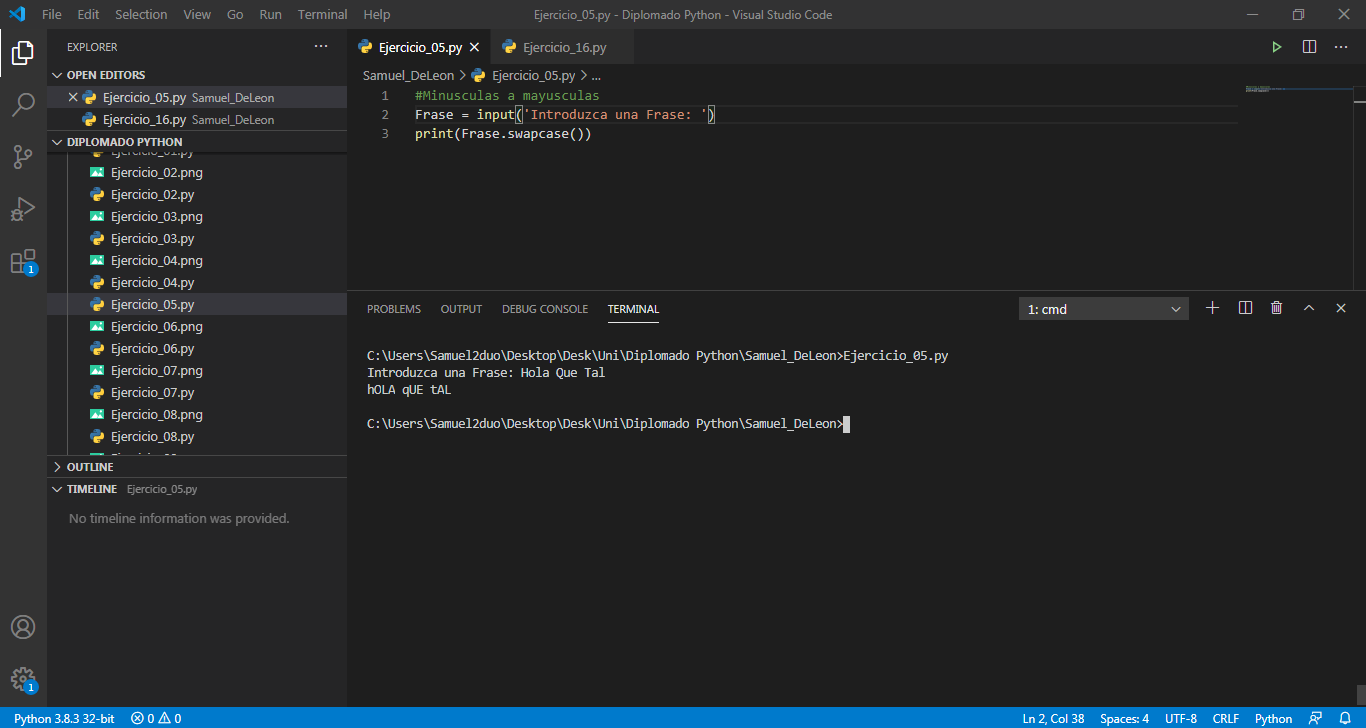 File Edit Selection View Go Run Terminal Help
Ejercicio_05.py - Diplomado Python - Visual Studio Code
EXPLORER
OPEN EDITORS
Ejercicio_05.py Samuel_DeLeon
Ejercicio_16.py Samuel_DeLeon
DIPLOMADO PYTHON
Ejercicio_01.py
Ejercicio_02.png
Ejercicio_02.py
Ejercicio_03.png
Ejercicio_03.py
Ejercicio_04.png
Ejercicio_04.py
Ejercicio_05.py
Ejercicio_06.png
Ejercicio_06.py
Ejercicio_07.png
Ejercicio_07.py
Ejercicio_08.png
Ejercicio_08.py
OUTLINE
TIMELINE Ejercicio_05.py
No timeline information was provided.
1
1
Ejercicio_05.py
Ejercicio_16.py
Samuel_DeLeon > Ejercicio_05.py > ...
1 #Minusculas a mayusculas
2 Frase = input('Introduzca una Frase: ')
3 print(Frase.swapcase())
PROBLEMS OUTPUT DEBUG CONSOLE TERMINAL
1: cmd
C:\Users\Samuel2duo\Desktop\Desk\Uni\Diplomado Python\Samuel_DeLeon>Ejercicio_05.py
Introduzca una Frase: Hola Que Tal
hOLA qUE tAL
C:\Users\Samuel2duo\Desktop\Desk\Uni\Diplomado Python\Samuel_DeLeon>
Python 3.8.3 32-bit 0 0
Ln 2, Col 38 Spaces: 4 UTF-8 CRLF Python